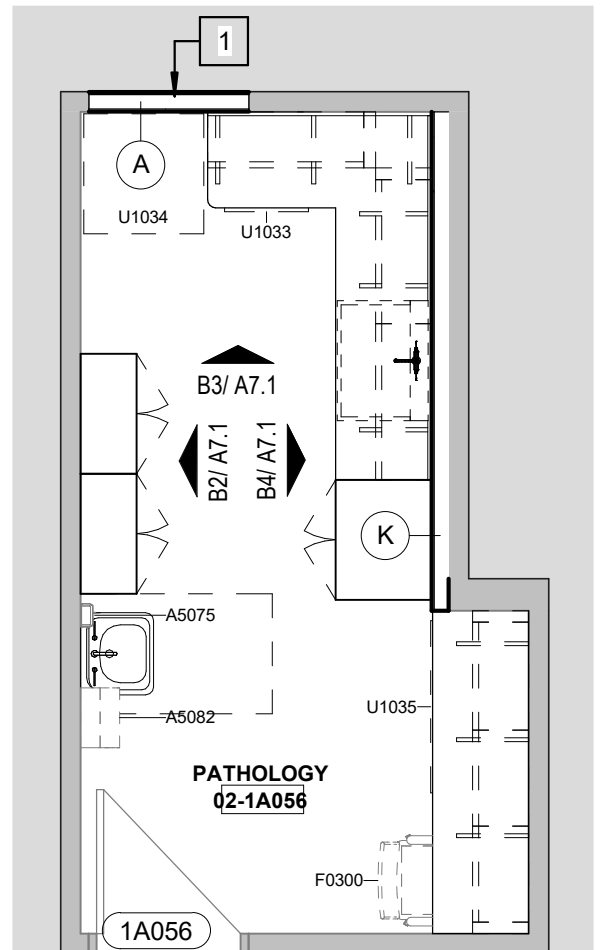 1
A
U1034
U1033
B3/ A7.1
B2/ A7.1
B4/ A7.1
K
A5075
U1035
A5082
PATHOLOGY
02-1A056
F0300
1A056